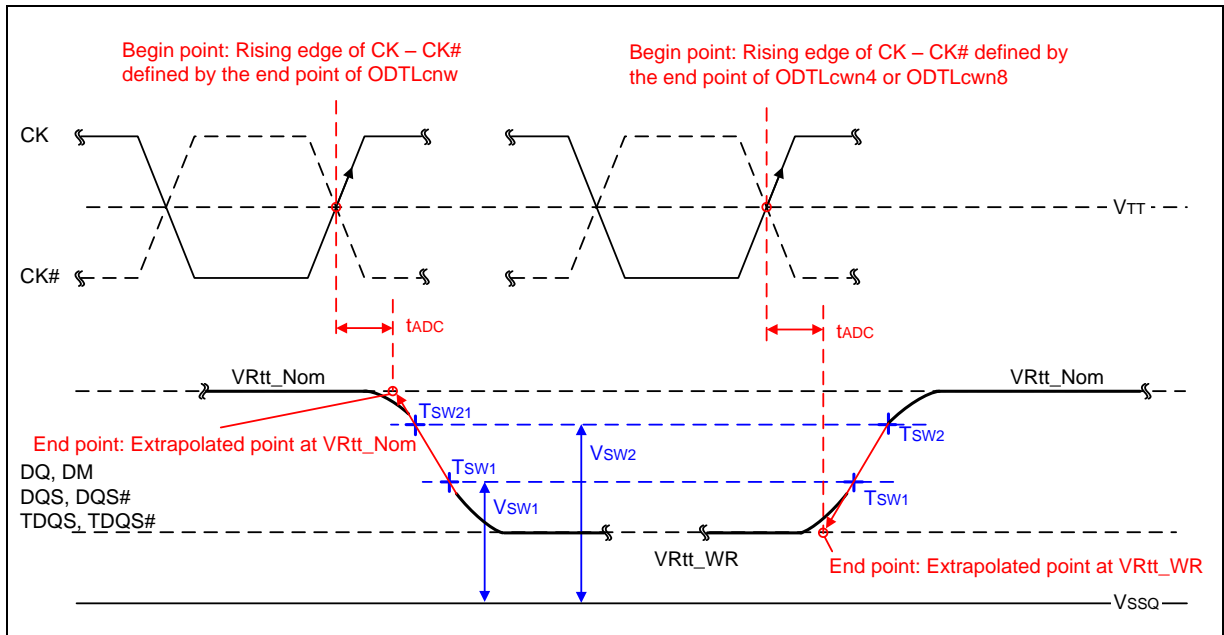 Begin point: Rising edge of CK – CK#
defined by the end point of ODTLcnw
Begin point: Rising edge of CK – CK# defined by
the end point of ODTLcwn4 or ODTLcwn8
CK
VTT
CK#
tADC
tADC
VRtt_Nom
VRtt_Nom
TSW21
TSW2
End point: Extrapolated point at VRtt_Nom
VSW2
DQ, DM
DQS, DQS#
TDQS, TDQS#
TSW1
VSW1
TSW1
VRtt_WR
End point: Extrapolated point at VRtt_WR
VSSQ